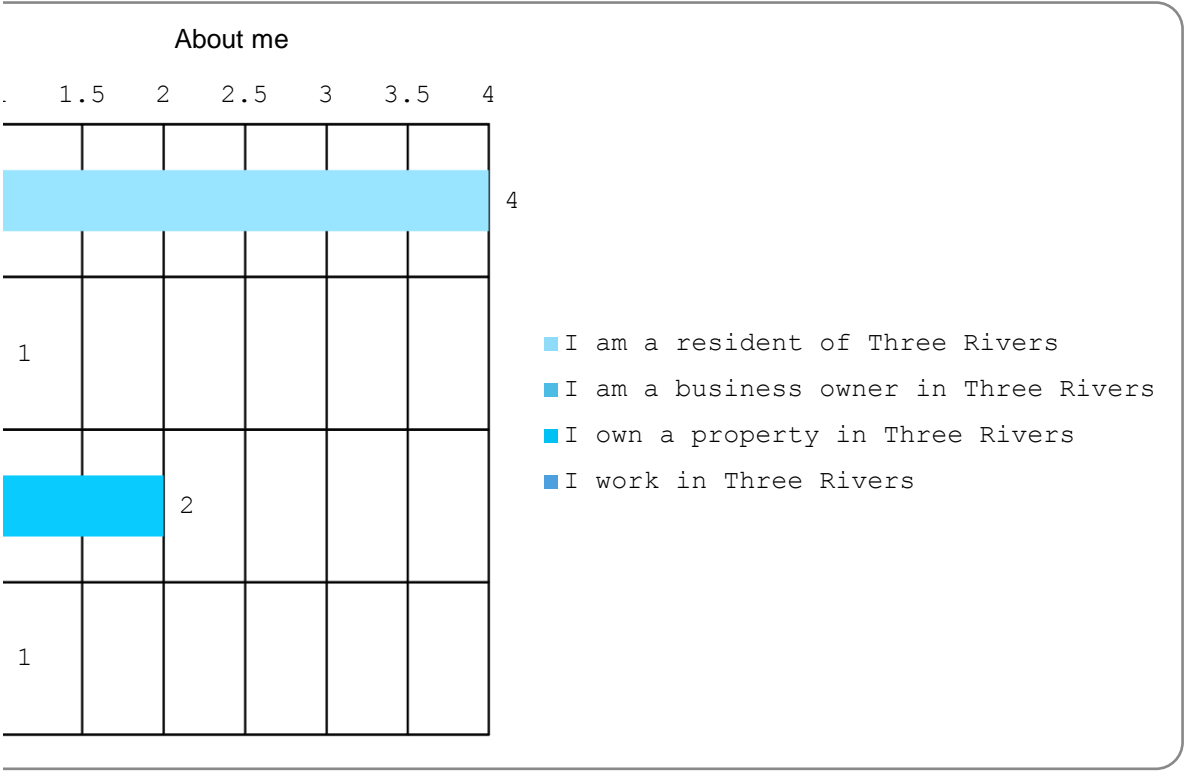 About me
1.5 2 2.5 3 3.5 4
4
1
I am a resident of Three Rivers
I am a business owner in Three Rivers
2
I own a property in Three Rivers
I work in Three Rivers
1